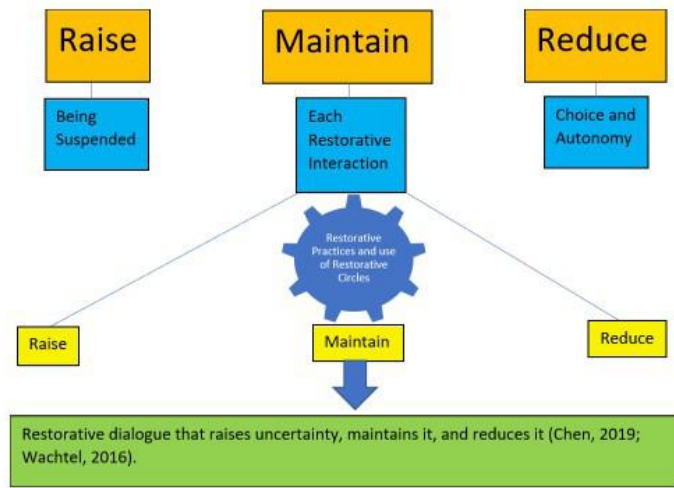 Raise
Maintain
Reduce
Being
Suspended
Each
Restorative
Interaction
Choice and
Autonomy
Restorative
Practices and use
of Restorative
Circles
Raise
Maintain
Reduce
Restorative dialogue that raises uncertainty, maintains it, and reduces it (Chen, 2019;
Wachtel, 2016).